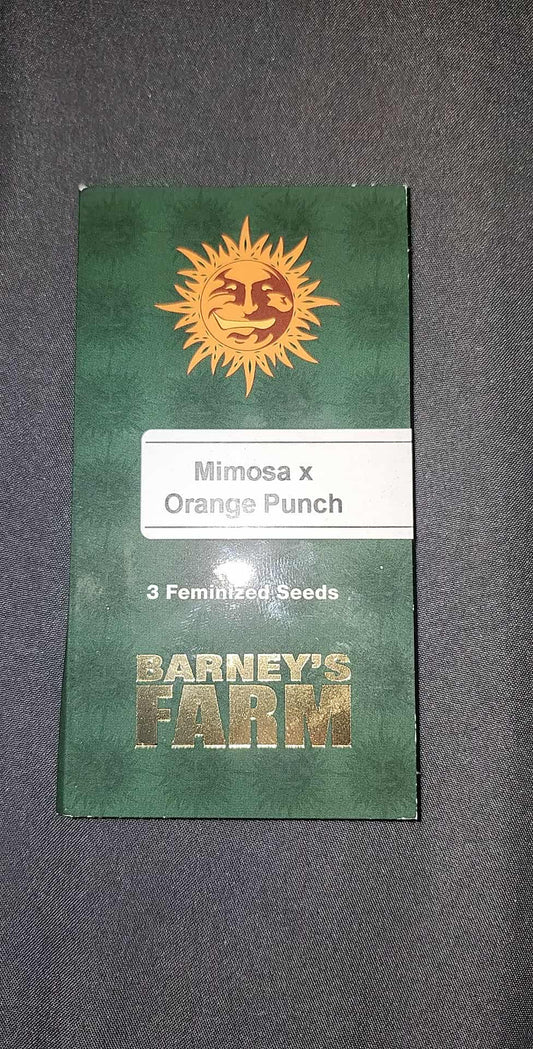 Mimosa x
Orange Punch
3 Feminized Seeds
BARNEY'S
FARM